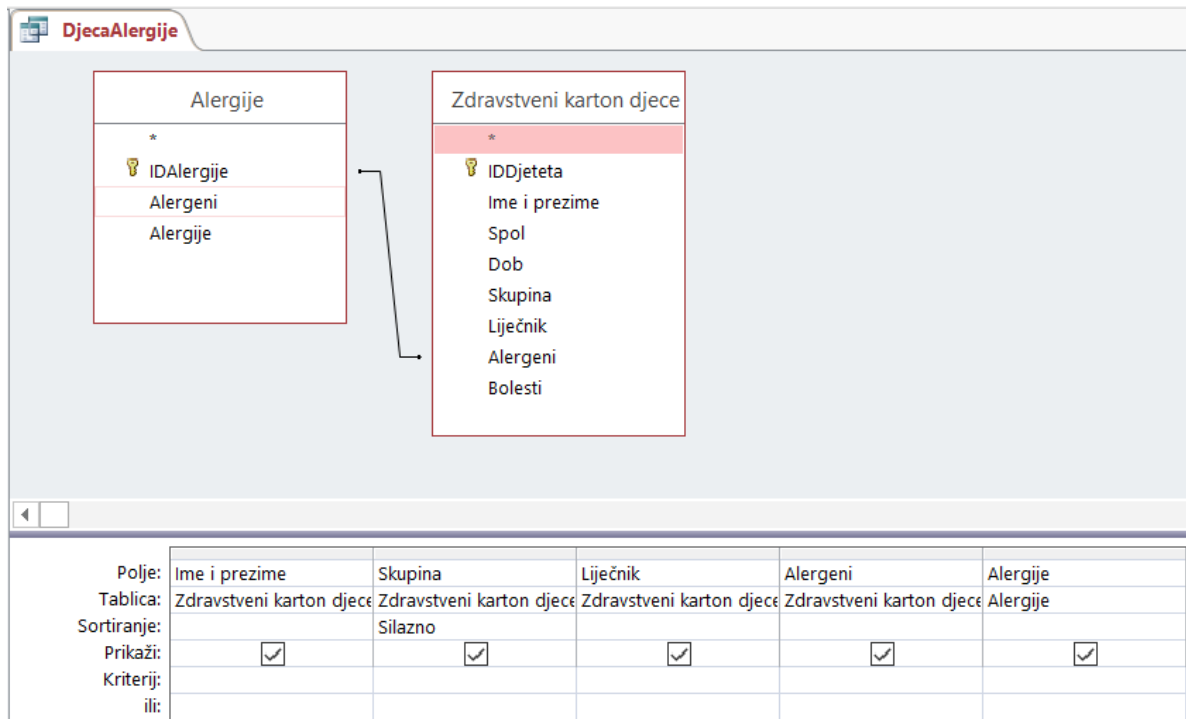 DjecaAlergije
Alergije
*
IDAlergije
Alergeni
Alergije
Zdravstveni karton djece
*
IDDjeteta
Ime i prezime
Spol
Dob
Skupina
Liječnik
Alergeni
Bolesti
Polje: Ime i prezime Skupina Liječnik Alergeni Alergije
Tablica: Zdravstveni karton djece Zdravstveni karton djece Zdravstveni karton djece Zdravstveni karton djece Alergije
Sortiranje: Silazno
Prikaži:
Kriterij:
ili: